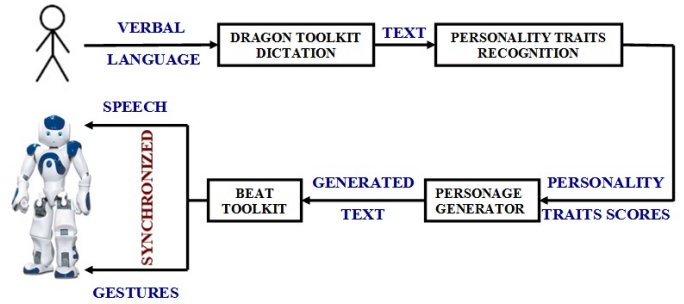 VERBAL
LANGUAGE
DRAGON TOOLKIT
DICTATION
TEXT
PERSONALITY TRAITS
RECOGNITION
SPEECH
SYNCHRONIZED
GESTURES
BEAT
TOOLKIT
GENERATED
TEXT
PERSONAGE
GENERATOR
PERSONALITY
TRAITS SCORES